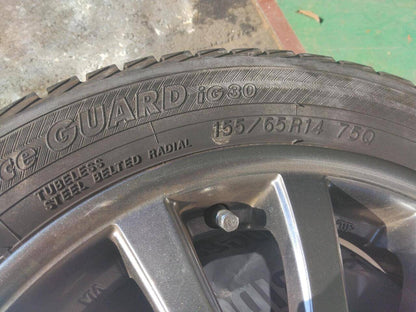 ce GUARD iG30
155/65R14 75Q
TUBELESS
STEEL BELTED RADIAL